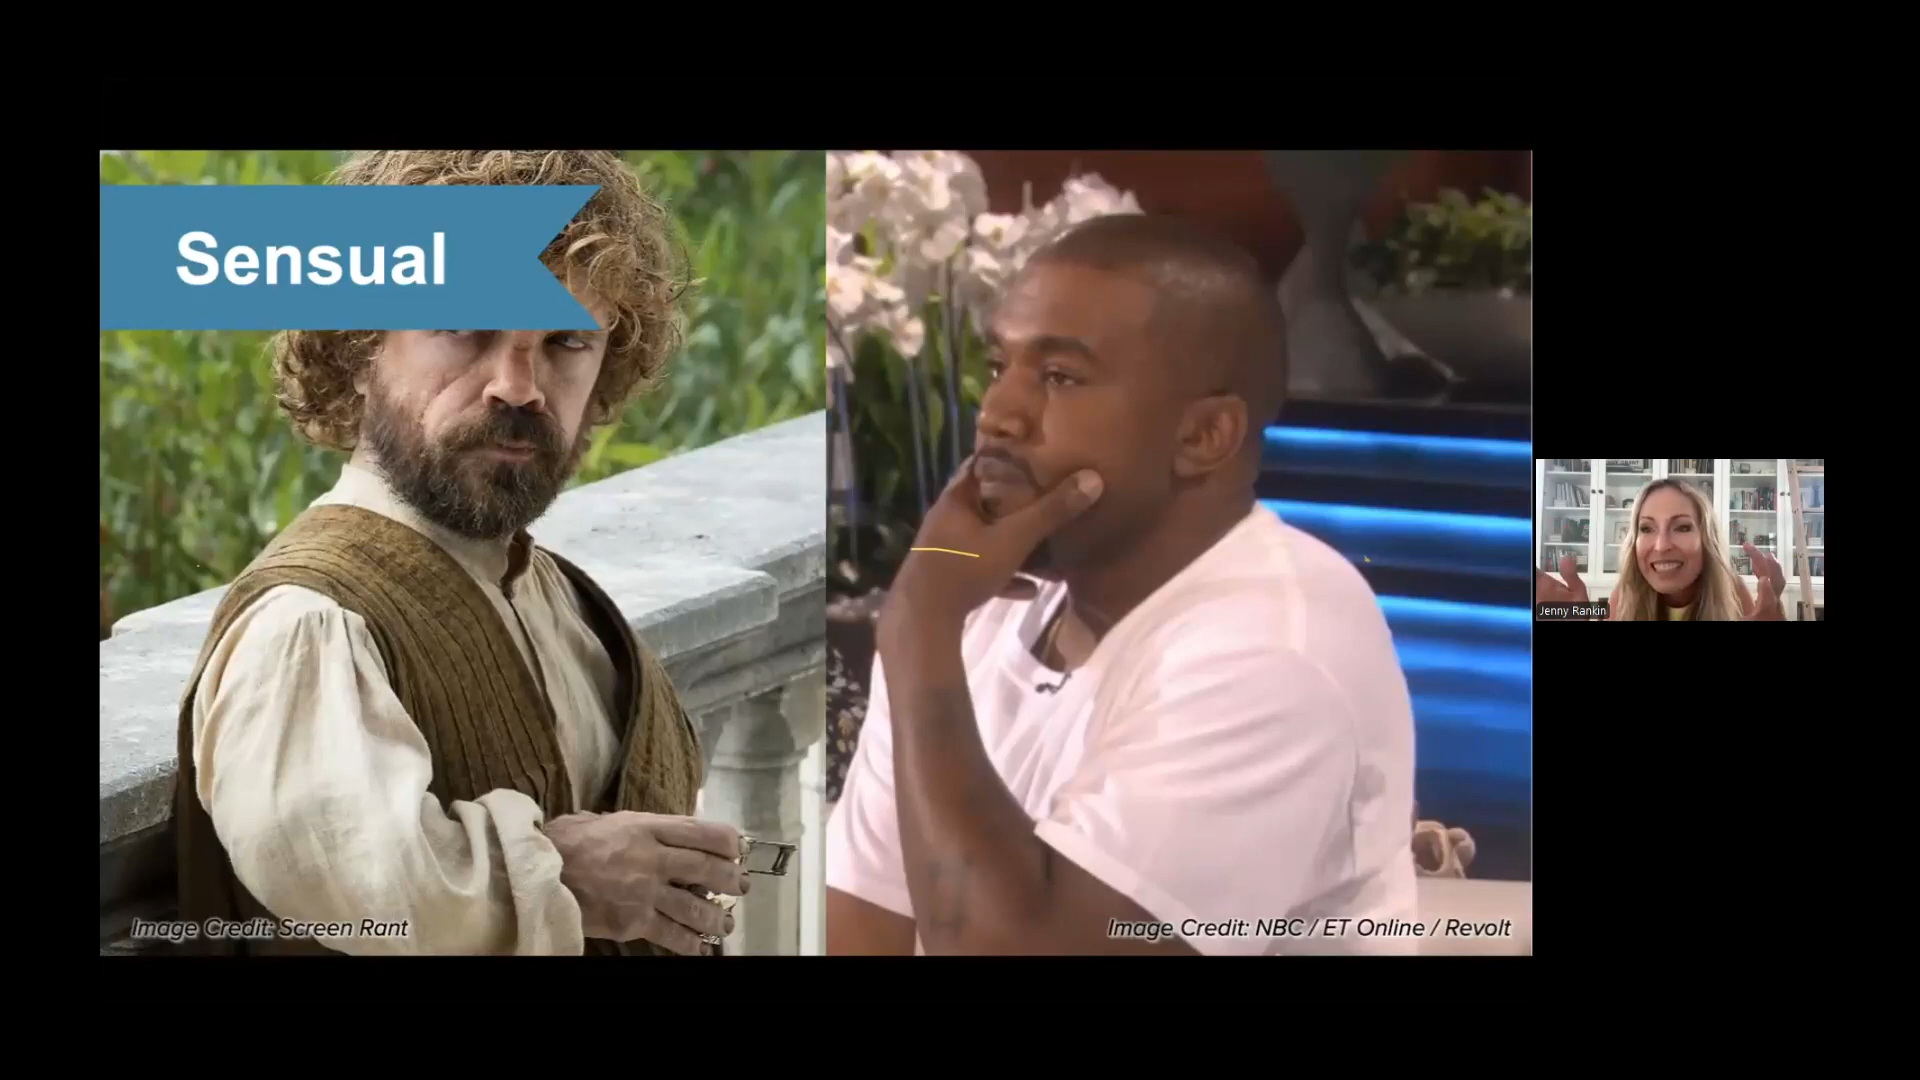 Sensual
Image Credit: Screen Rant
Image Credit: NBC / ET Online / Revolt
Jenny Rankin